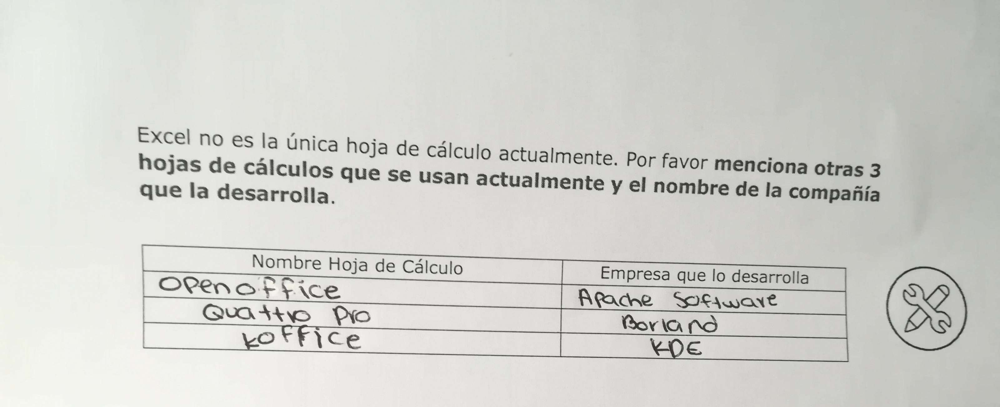 Excel no es la única hoja de cálculo actualmente. Por favor menciona otras 3
hojas de cálculos que se usan actualmente y el nombre de la compañía
que la desarrolla.
Nombre Hoja de Cálculo Empresa que lo desarrolla
OPen office Apache Software
Quattro Pro Borland
koffice KDE